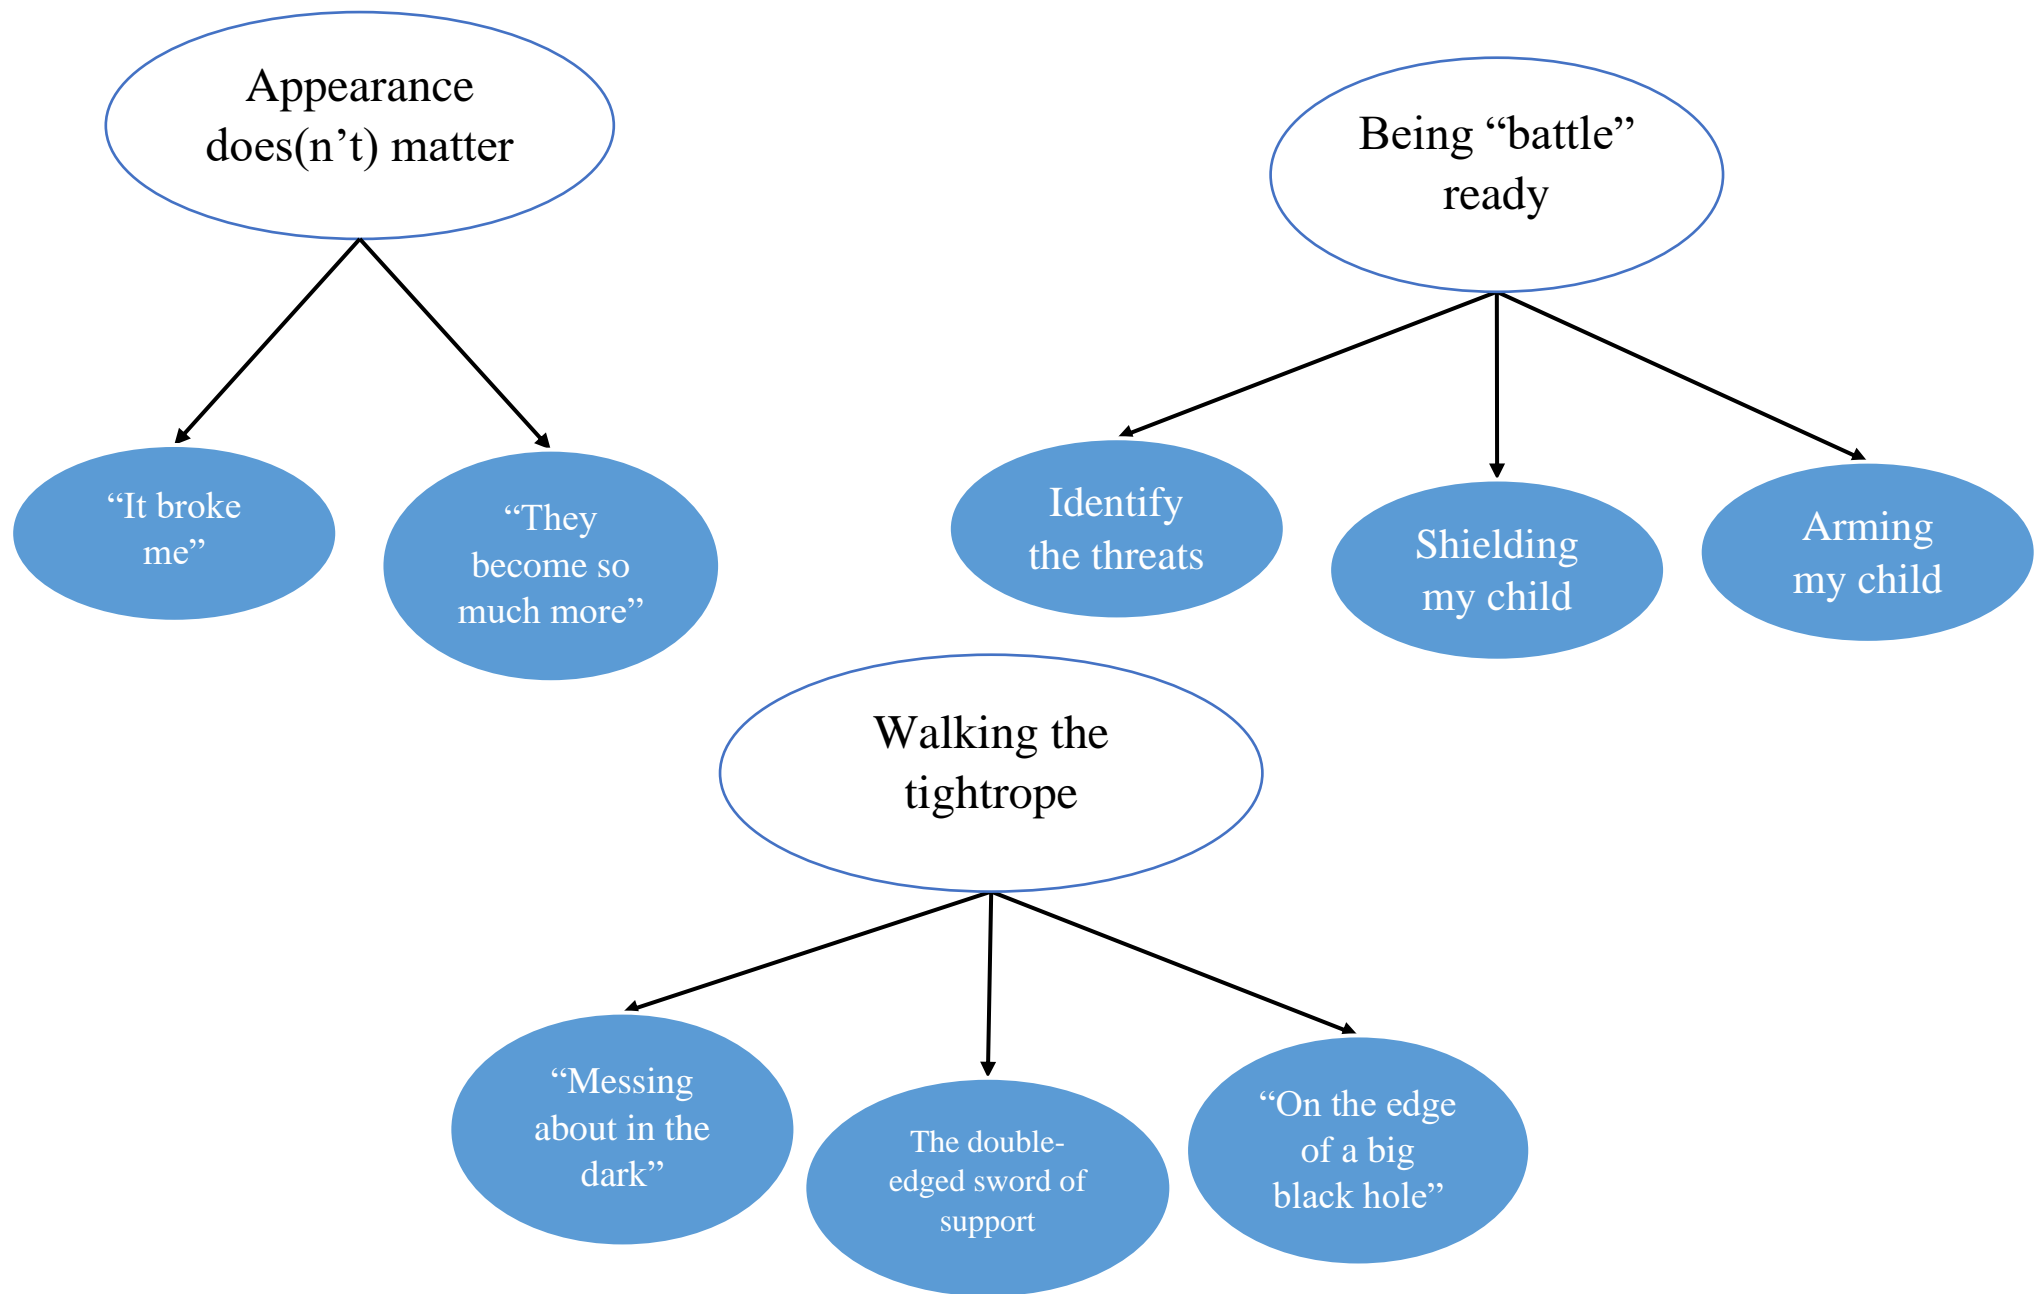 Appearance
does(n’t) matter
“It broke
me”
“They
become so
much more”
Being “battle”
ready
Identify
the threats
Shielding
my child
Arming
my child
Walking the
tightrope
“Messing
about in the
dark”
The double-
edged sword of
support
“On the edge
of a big
black hole”